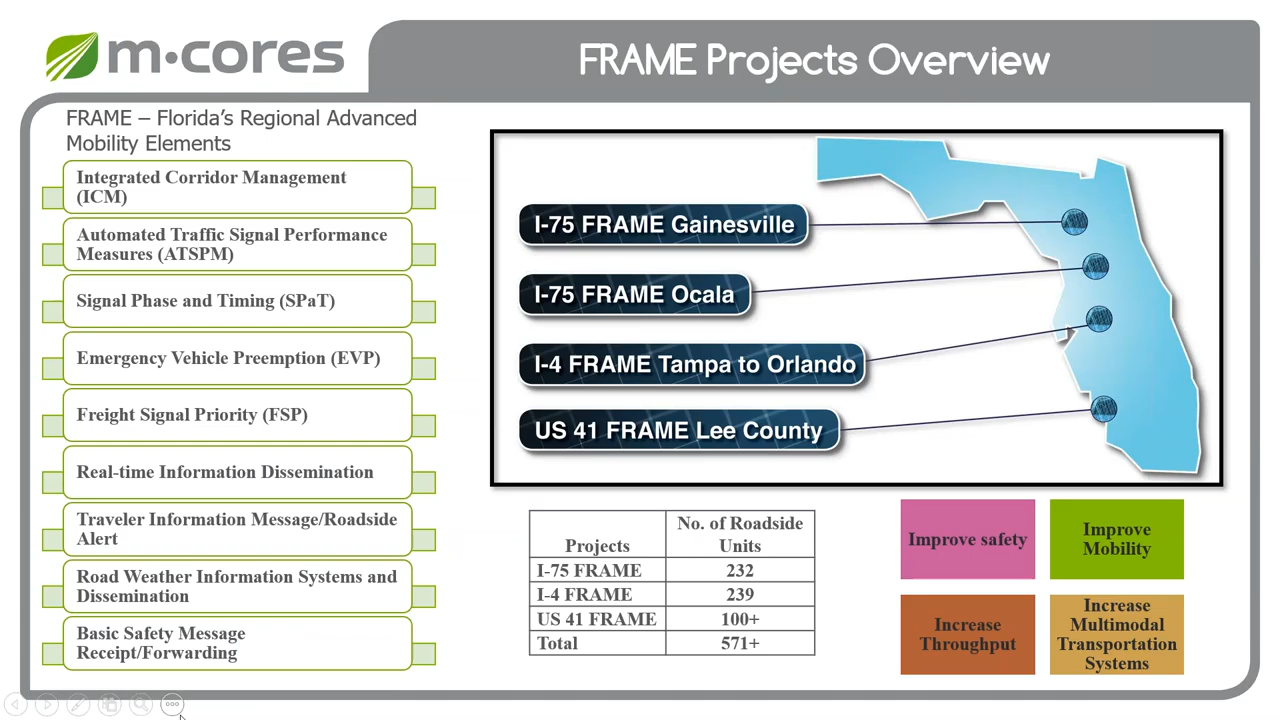 m·cores
FRAME Projects Overview
FRAME – Florida's Regional Advanced
Mobility Elements
Integrated Corridor Management
(ICM)
Automated Traffic Signal Performance
Measures (ATSPM)
Signal Phase and Timing (SPaT)
Emergency Vehicle Preemption (EVP)
Freight Signal Priority (FSP)
Real-time Information Dissemination
Traveler Information Message/Roadside
Alert
Road Weather Information Systems and
Dissemination
Basic Safety Message
Receipt/Forwarding
I-75 FRAME Gainesville
I-75 FRAME Ocala
I-4 FRAME Tampa to Orlando
US 41 FRAME Lee County
Projects No. of Roadside
Units
I-75 FRAME 232
I-4 FRAME 239
US 41 FRAME 100+
Total 571+
Improve safety
Improve
Mobility
Increase
Throughput
Increase
Multimodal
Transportation
Systems